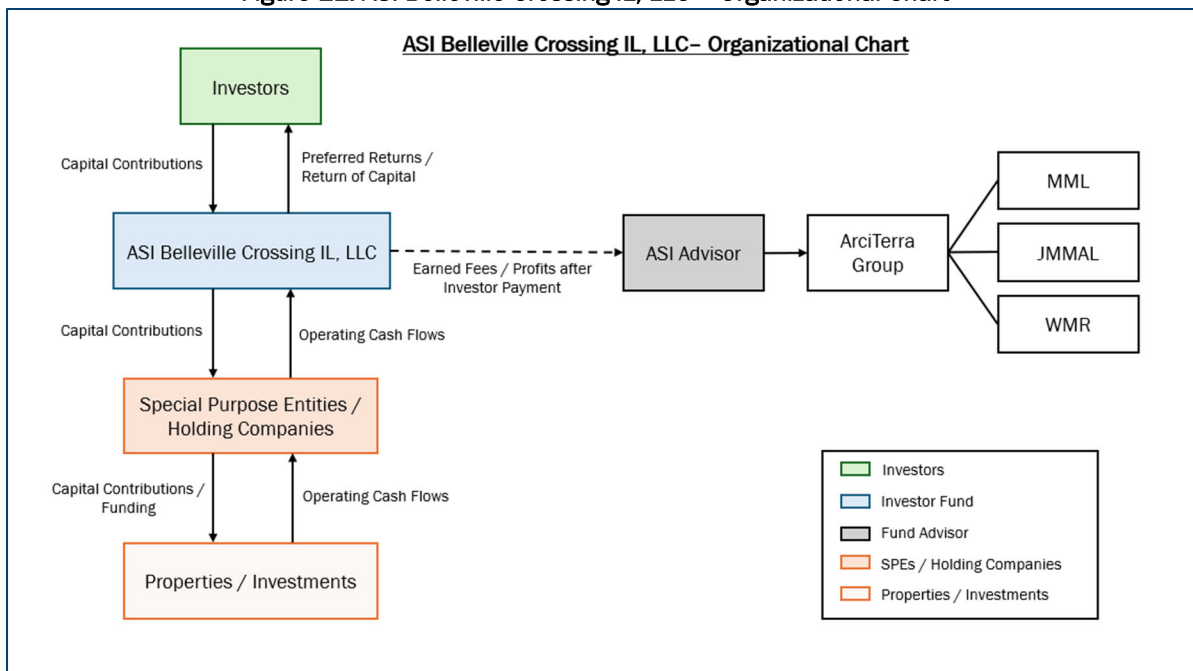 ASI Belleville Crossing IL, LLC– Organizational Chart
Investors
Capital Contributions
Preferred Returns /
Return of Capital
MML
ASI Belleville Crossing IL, LLC
Earned Fees / Profits after
Investor Payment
ASI Advisor
ArciTerra
Group
JMMAL
WMR
Capital Contributions
Operating Cash Flows
Special Purpose Entities /
Holding Companies
Capital Contributions /
Funding
Operating Cash Flows
Properties / Investments
Investors
Investor Fund
Fund Advisor
SPEs / Holding Companies
Properties / Investments